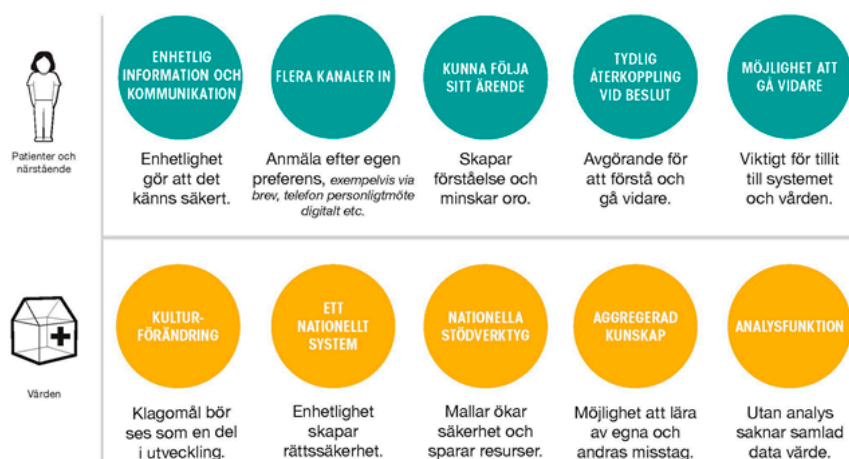 ENHETLIG
INFORMATION OCH
KOMMUNIKATION
FLERA KANALER IN
KUNNA FÖLJA
SITT ÄRENDE
TYDLIG
ÅTERKOPPLING
VID BESLUT
MÖJLIGHET ATT
GÅ VIDARE
Patienter och
närstående
Enhetlighet
gör att det
känns säkert.
Anmäla efter egen
preferens, exempelvis via
brev, telefon personligtmöte
digitalt etc.
Skapar
förståelse och
minskar oro.
Avgörande för
att förstå och
gå vidare.
Viktigt för tillit
till systemet
och vården.
KULTUR-
FÖRÄNDRING
ETT
NATIONELLT
SYSTEM
NATIONELLA
STÖDVERKTYG
AGGREGERAD
KUNSKAP
ANALYSFUNKTION
Vården
Klagomål bör
ses som en del
i utveckling.
Enhetlighet
skapar
rättssäkerhet.
Mallar ökar
säkerhet och
sparar resurser.
Möjlighet att lära
av egna och
andras misstag.
Utan analys
saknar samlad
data värde.